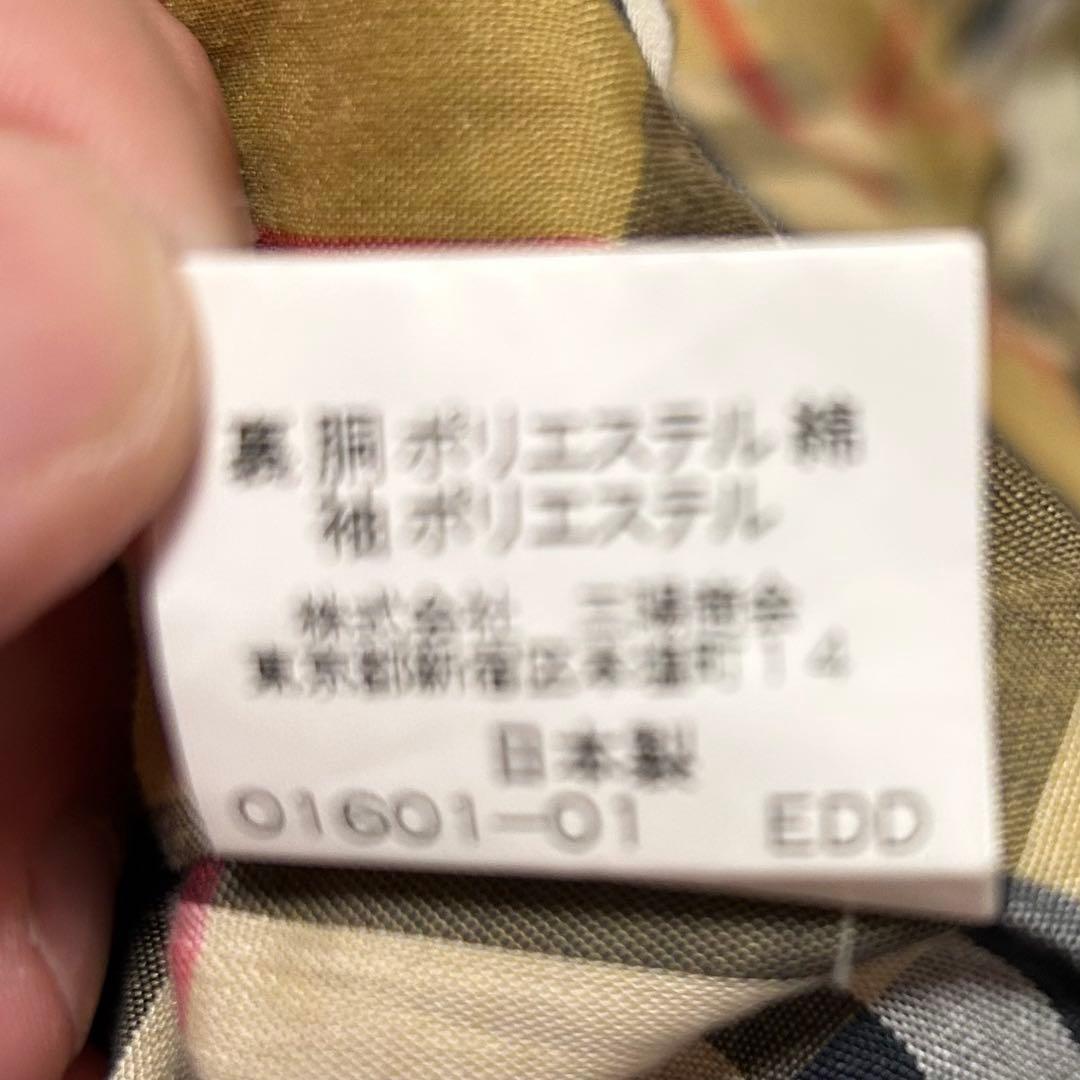 裏 胴 ポリエステル 綿
袖 ポリエステル
株式会社 三陽商会
東京都新宿区本塩町14
日本製
01601-01 EDD